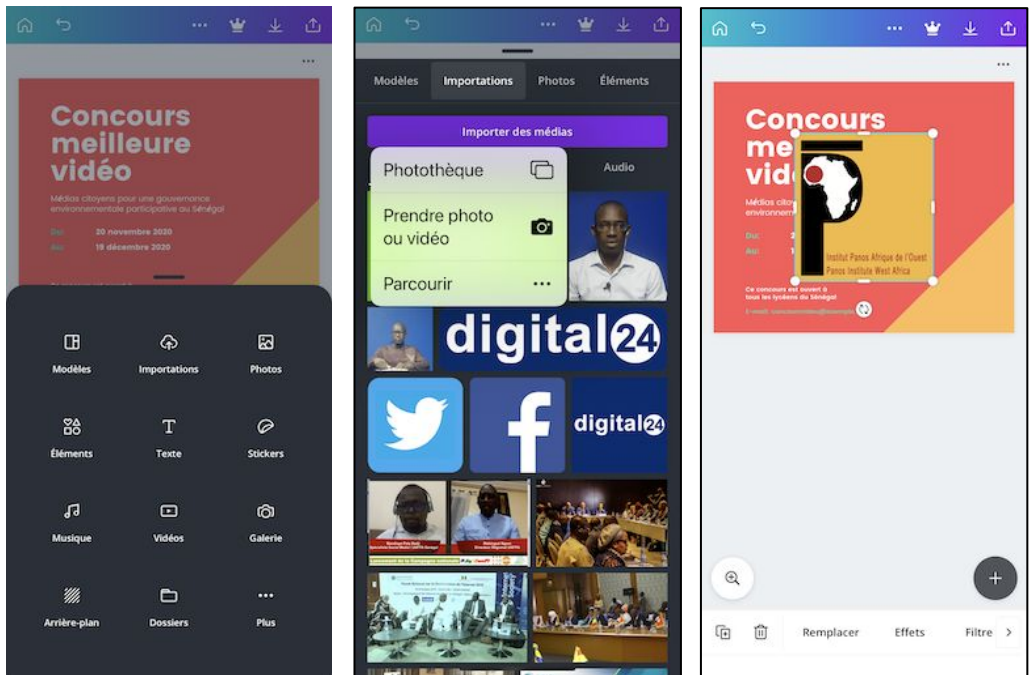 Concours
meilleure
vidéo
Médias citoyens pour une gouvernance
environnementale participative au Sénégal
Du: 20 novembre 2020
Au: 19 décembre 2020
Modèles
Importations
Photos
Éléments
Texte
Stickers
Musique
Vidéos
Galerie
Arrière-plan
Dossiers
Plus
Modèles
Importations
Photos
Éléments
Importer des médias
Audio
Photothèque
Prendre photo
ou vidéo
Parcourir
digital24
digital24
Concours
me
vid
Médias citoy
environnem
Du:
Au:
Institut Panos Afrique de l'Ouest
Panos Institute West Africa
Ce concours est ouvert à
tous les lycéens du Sénégal
Remplacer
Effets
Filtre